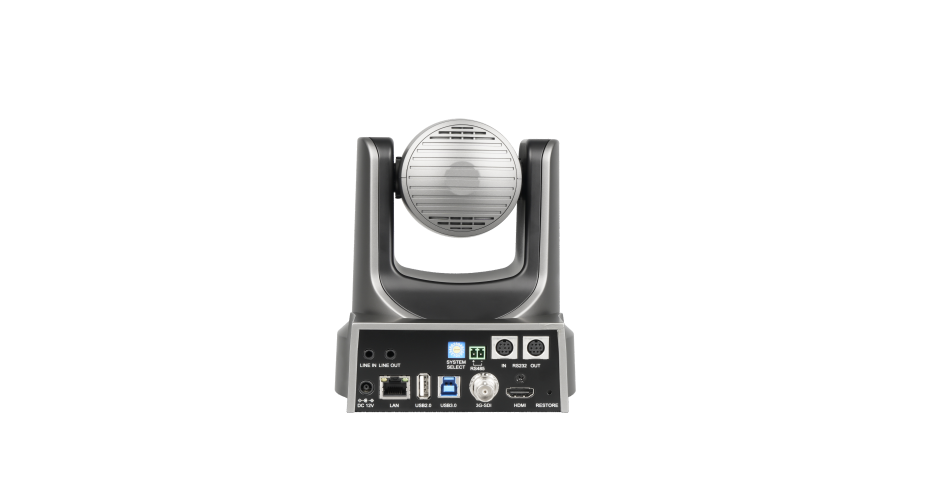 LINE IN LINE OUT
SYSTEM
SELECT
RS485
IN RS232 OUT
DC 12V
LAN
USB2.0
USB3.0
3G-SDI
HDMI
RESTORE